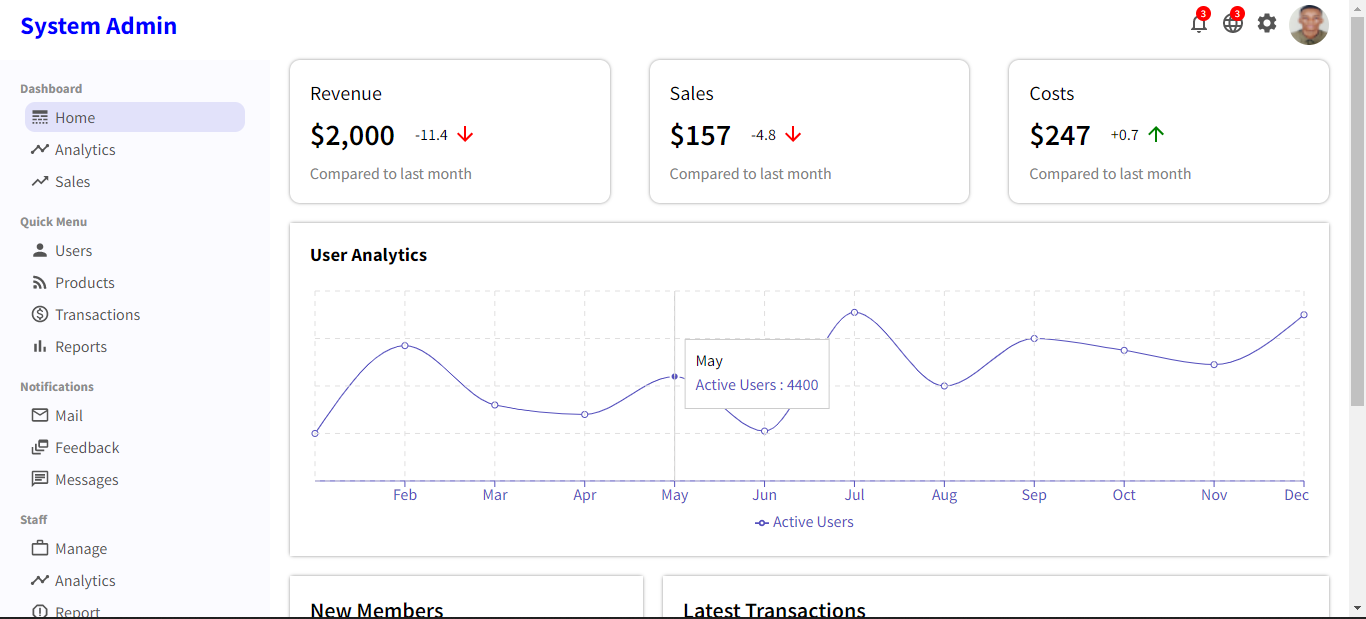 System Admin
3
3
Dashboard
Home
Analytics
Sales
Quick Menu
Users
Products
Transactions
Reports
Notifications
Mail
Feedback
Messages
Staff
Manage
Analytics
Report
Revenue
$2,000 -11.4
Compared to last month
Sales
$157 -4.8
Compared to last month
Costs
$247 +0.7
Compared to last month
User Analytics
May
Active Users : 4400
Feb Mar Apr May Jun Jul Aug Sep Oct Nov Dec
Active Users
New Members
Latest Transactions